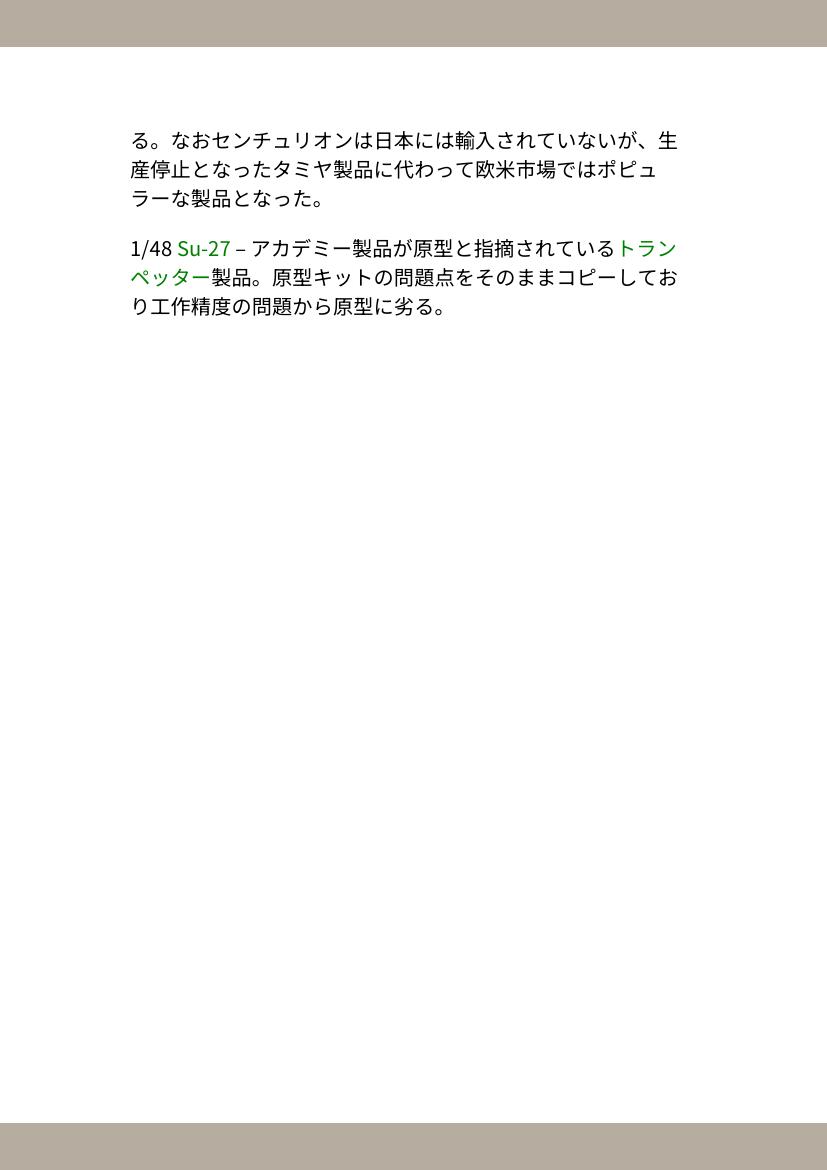 る。なおセンチュリオンは日本には輸入されていないが、生
産停止となったタミヤ製品に代わって欧米市場ではポピュ
ラーな製品となった。
1/48 Su-27 – アカデミー製品が原型と指摘されているトラン
ペッター製品。原型キットの問題点をそのままコピーしてお
り工作精度の問題から原型に劣る。